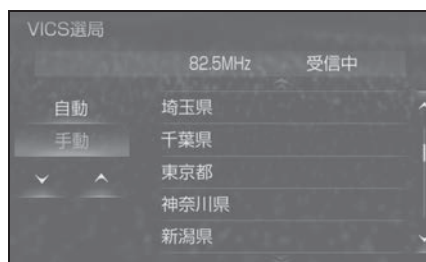 VICS選局
82.5MHz 受信中
自動
手動
埼玉県
千葉県
東京都
神奈川県
新潟県